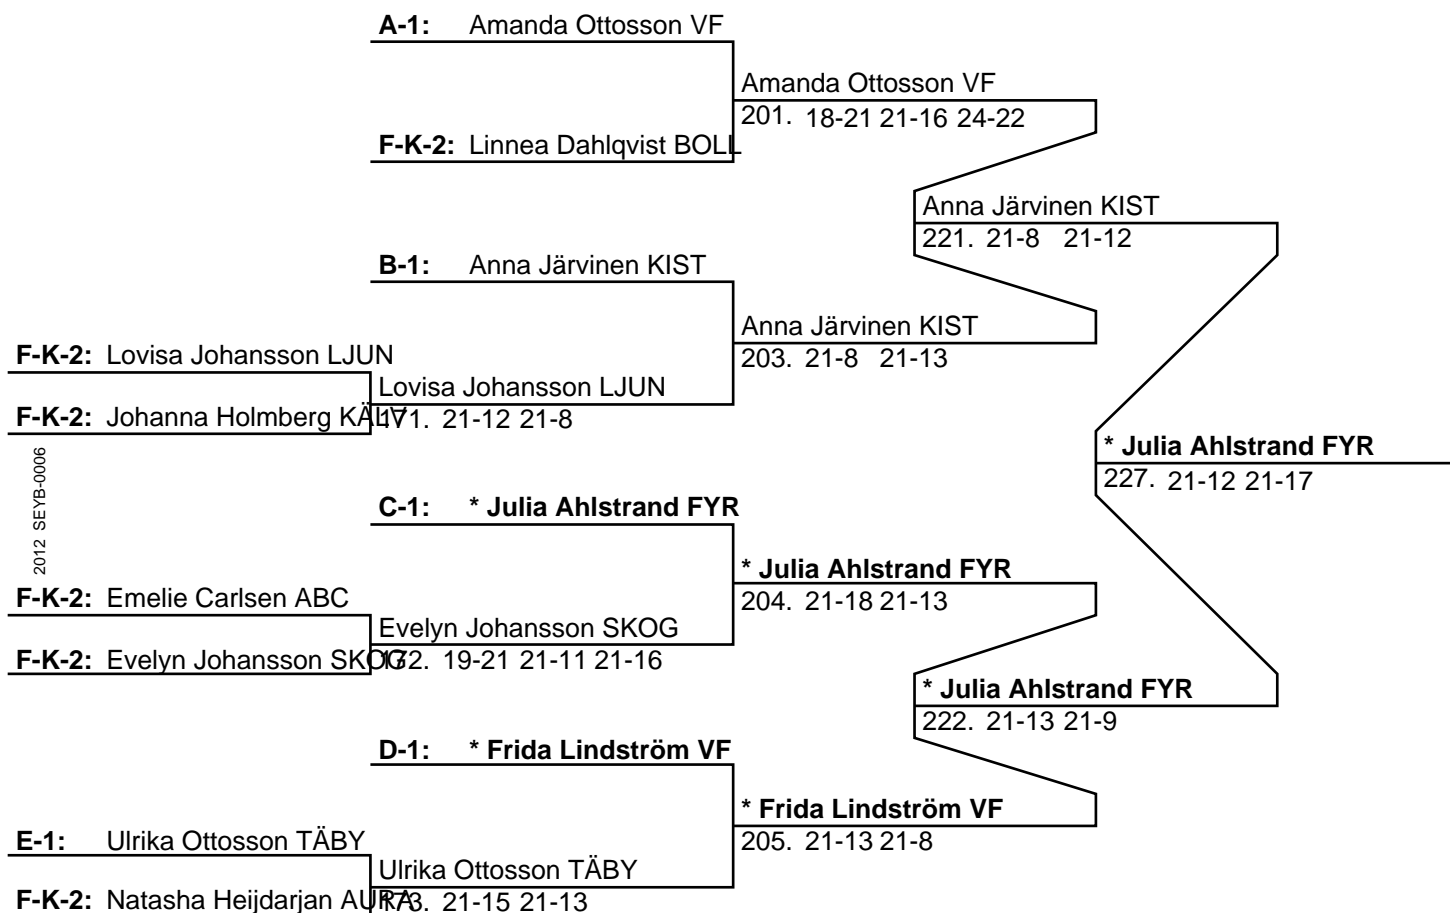 A-1: Amanda Ottosson VF
Amanda Ottosson VF
201. 18-21 21-16 24-22
F-K-2: Linnea Dahlqvist BOLL
Anna Järvinen KIST
221. 21-8 21-12
B-1: Anna Järvinen KIST
Anna Järvinen KIST
203. 21-8 21-13
F-K-2: Lovisa Johansson LJUN
Lovisa Johansson LJUN
F-K-2: Johanna Holmberg KÄLV
171. 21-12 21-8
* Julia Ahlstrand FYR
227. 21-12 21-17
2012 SEYB-0006
C-1: * Julia Ahlstrand FYR
* Julia Ahlstrand FYR
204. 21-18 21-13
F-K-2: Emelie Carlsen ABC
Evelyn Johansson SKOG
F-K-2: Evelyn Johansson SKOG
172. 19-21 21-11 21-16
* Julia Ahlstrand FYR
222. 21-13 21-9
D-1: * Frida Lindström VF
* Frida Lindström VF
205. 21-13 21-8
E-1: Ulrika Ottosson TÄBY
Ulrika Ottosson TÄBY
F-K-2: Natasha Heijdarjan AURA
173. 21-15 21-13